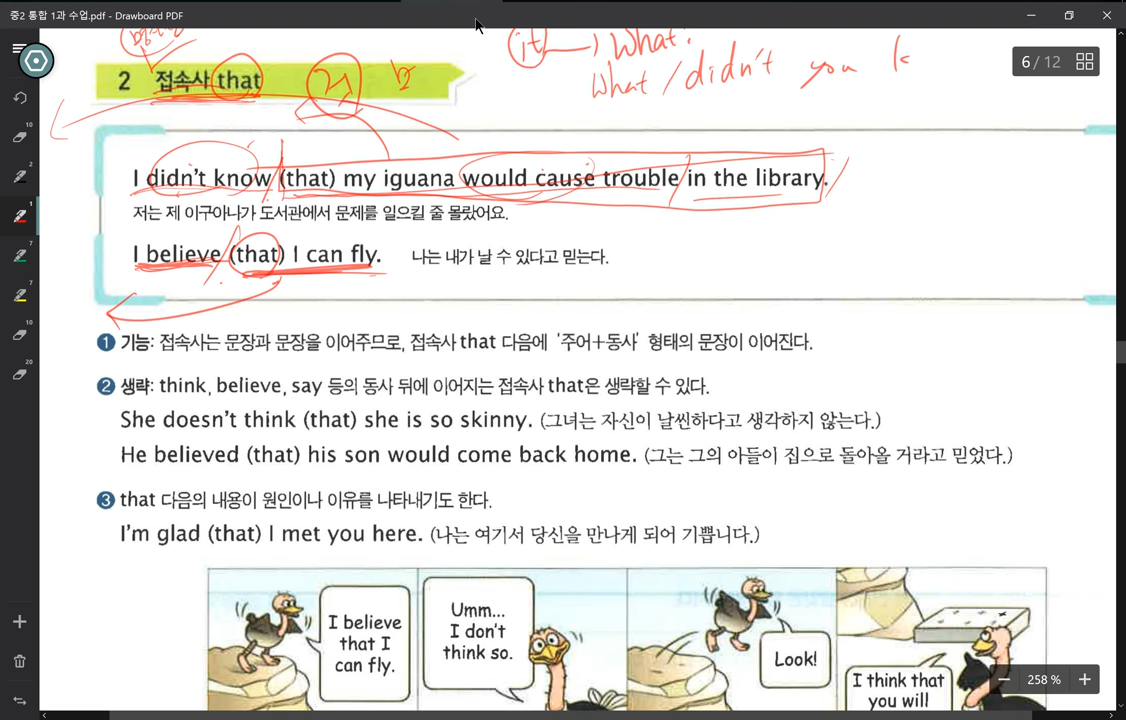 중2 통합 1과 수업.pdf - Drawboard PDF
it → what.
What / didn't you k
6 / 12
2 접속사 that
I didn't know (that) my iguana would cause trouble in the library.
저는 제 이구아나가 도서관에서 문제를 일으킬 줄 몰랐어요.
I believe (that) I can fly. 나는 내가 날 수 있다고 믿는다.
1 기능: 접속사는 문장과 문장을 이어주므로, 접속사 that 다음에 '주어+동사' 형태의 문장이 이어진다.
2 생략: think, believe, say 등의 동사 뒤에 이어지는 접속사 that은 생략할 수 있다.
She doesn't think (that) she is so skinny. (그녀는 자신이 날씬하다고 생각하지 않는다.)
He believed (that) his son would come back home. (그는 그의 아들이 집으로 돌아올 거라고 믿었다.)
3 that 다음의 내용이 원인이나 이유를 나타내기도 한다.
I'm glad (that) I met you here. (나는 여기서 당신을 만나게 되어 기쁩니다.)
I believe
that I
can fly.
Umm...
I don't
think so.
Look!
I think that
you will
258 %
10
2
1
7
7
10
20